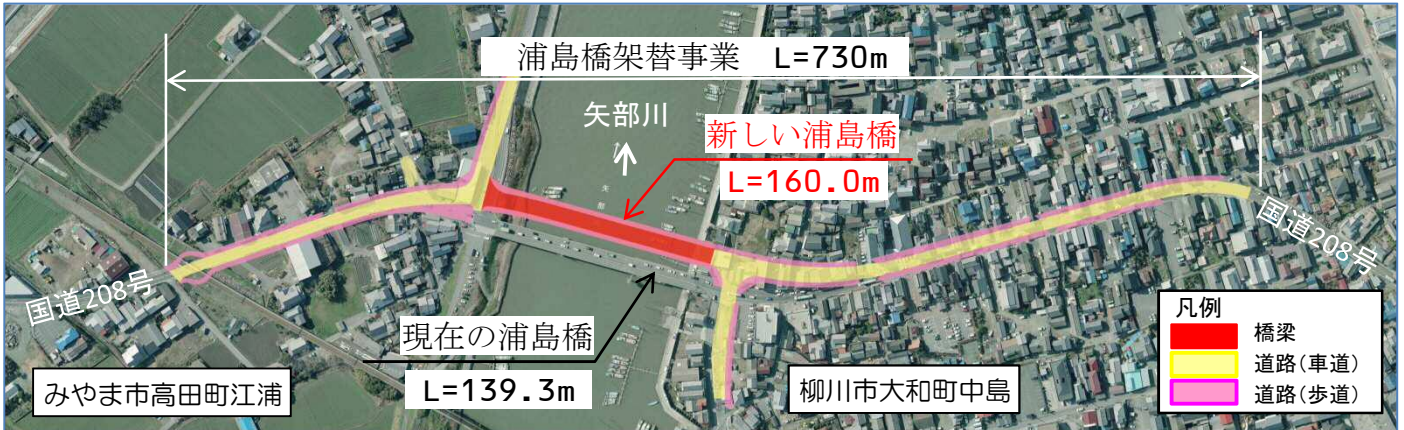 浦島橋架替事業 L=730m
矢部川
新しい浦島橋
L=160.0m
国道208号
国道208号
現在の浦島橋
L=139.3m
みやま市高田町江浦
柳川市大和町中島
凡例
橋梁
道路(車道)
道路(歩道)